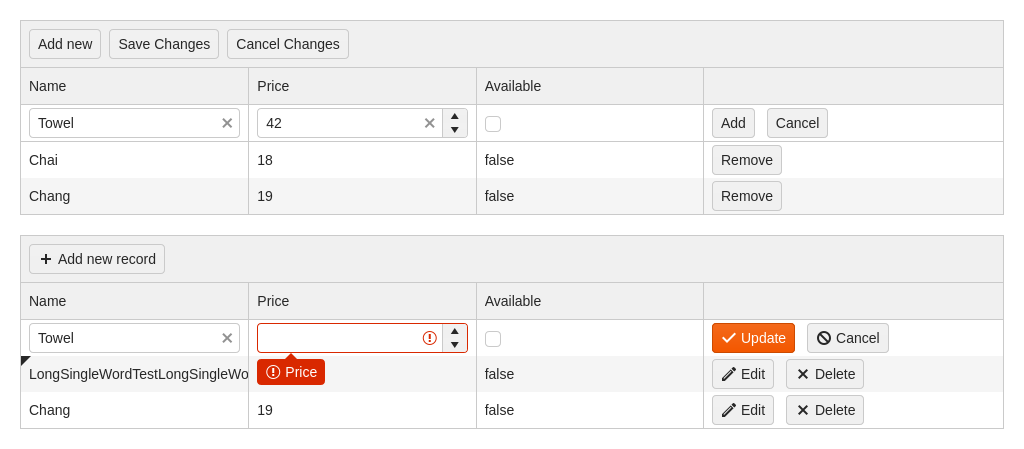 Add new Save Changes Cancel Changes
Name Price Available
Towel 42 Add Cancel
Chai 18 false Remove
Chang 19 false Remove
Add new record
Name Price Available
Towel Update Cancel
LongSingleWordTestLongSingleWo Price false Edit Delete
Chang 19 false Edit Delete